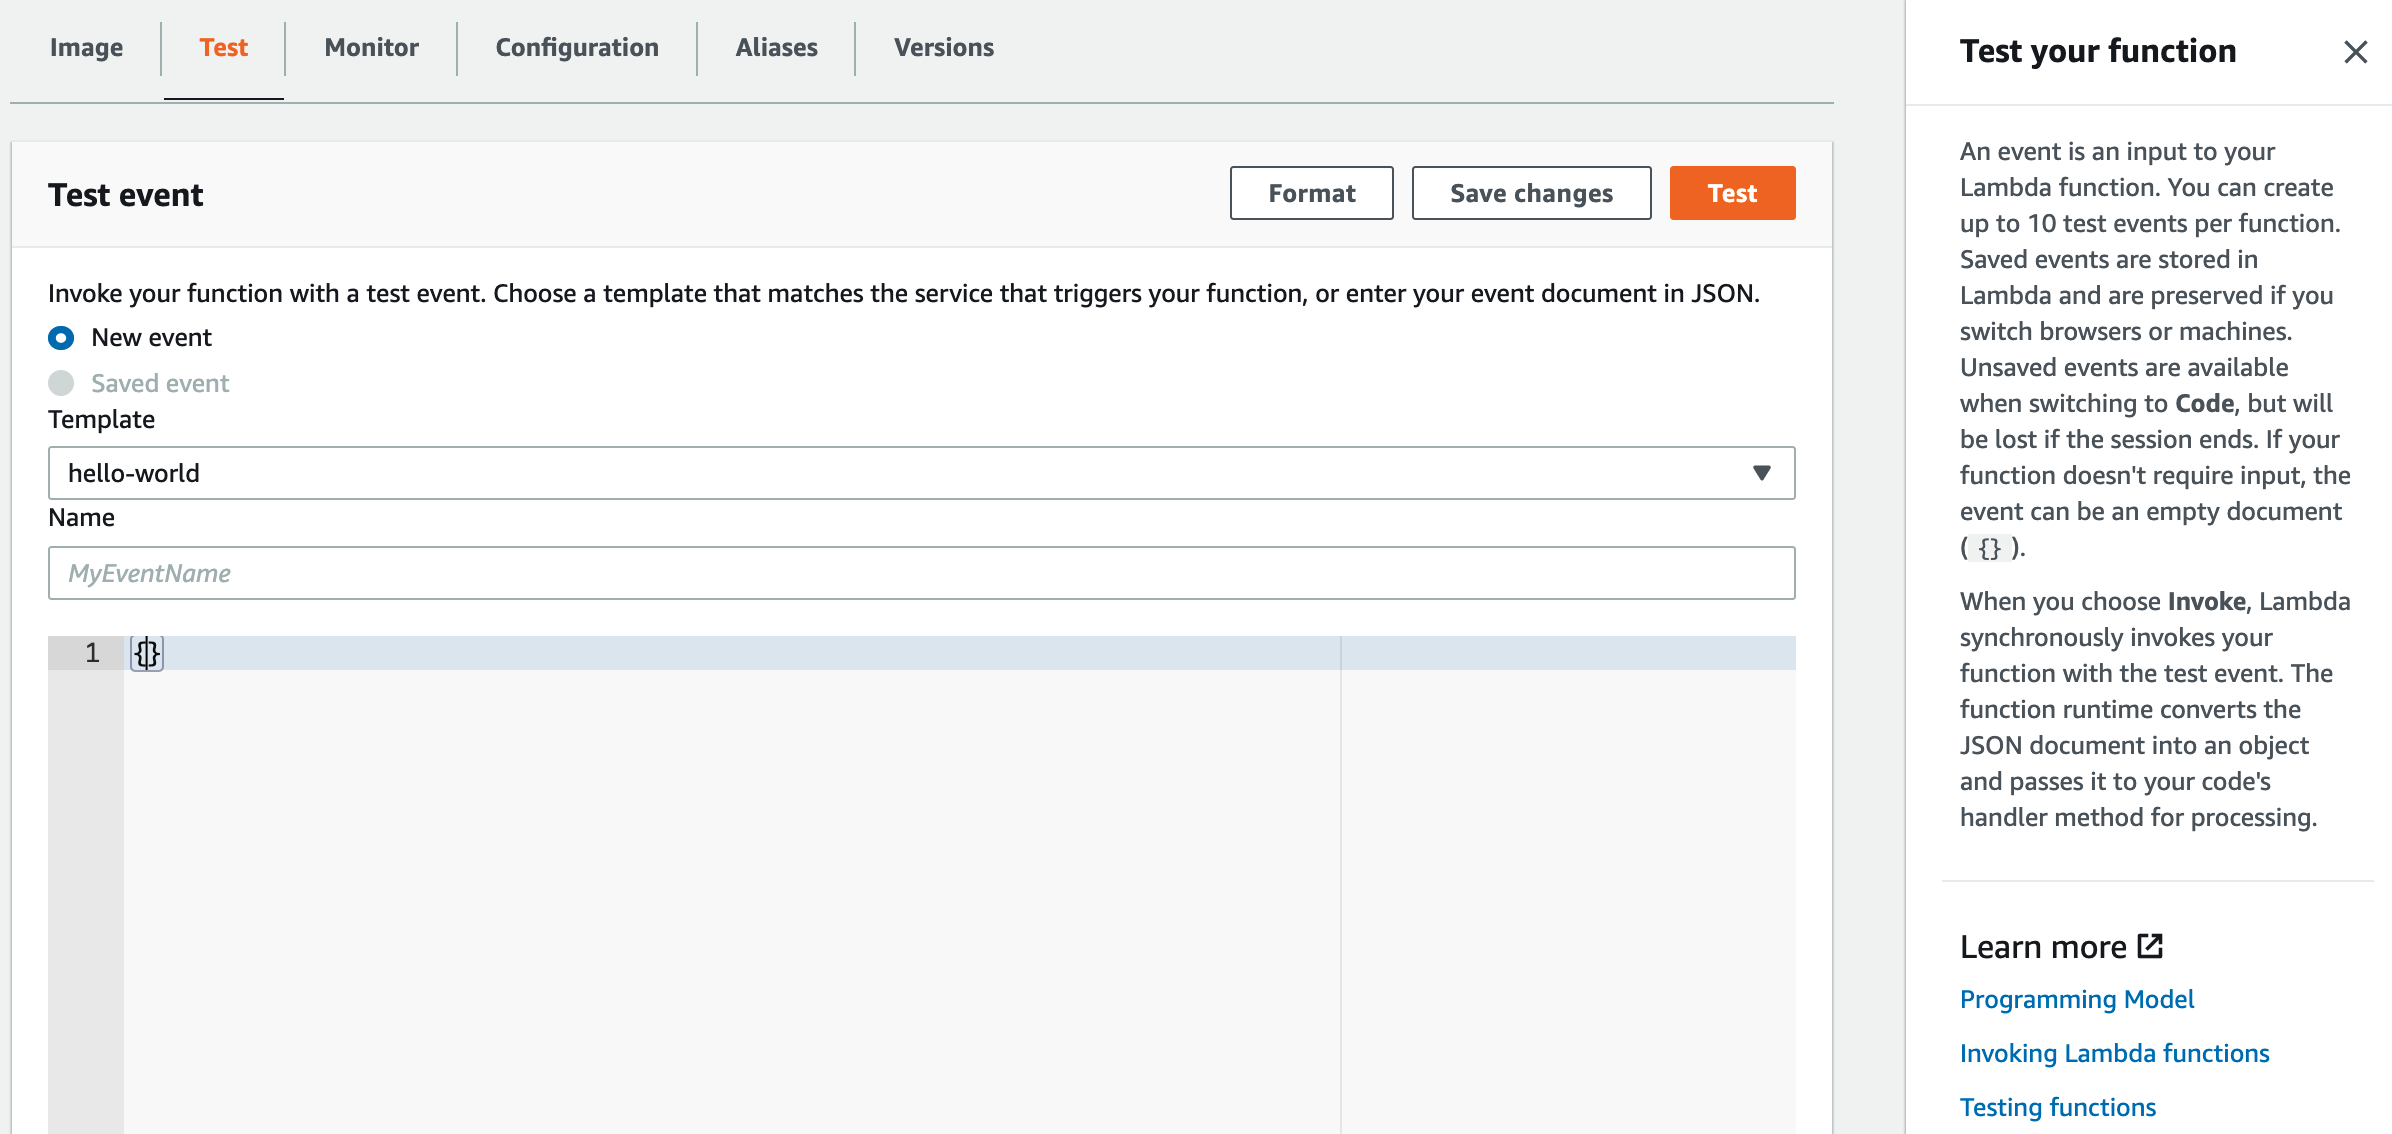 Image
Test
Monitor
Configuration
Aliases
Versions
Test event
Format
Save changes
Test
Invoke your function with a test event. Choose a template that matches the service that triggers your function, or enter your event document in JSON.
New event
Saved event
Template
hello-world
Name
MyEventName
1
{}
Test your function
An event is an input to your
Lambda function. You can create
up to 10 test events per function.
Saved events are stored in
Lambda and are preserved if you
switch browsers or machines.
Unsaved events are available
when switching to Code, but will
be lost if the session ends. If your
function doesn't require input, the
event can be an empty document
( {} ).
When you choose Invoke, Lambda
synchronously invokes your
function with the test event. The
function runtime converts the
JSON document into an object
and passes it to your code's
handler method for processing.
Learn more
Programming Model
Invoking Lambda functions
Testing functions